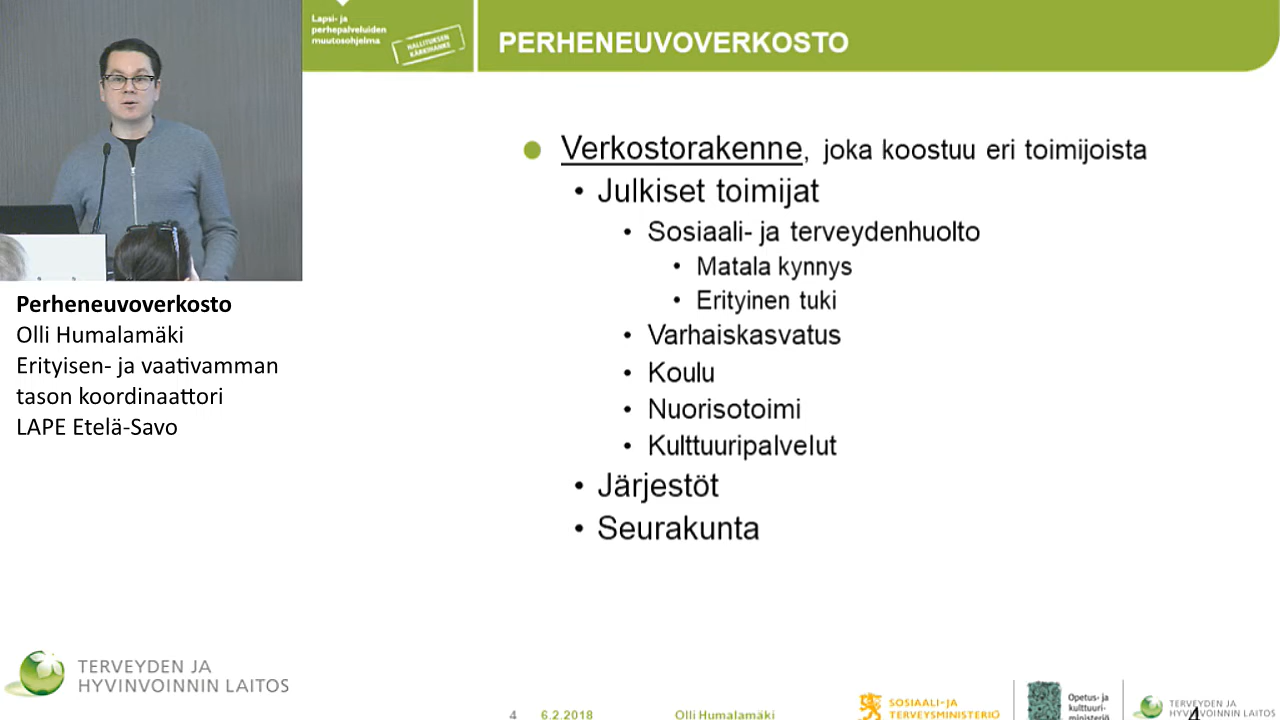 Lapsi- ja
perhepalveluiden
muutosohjelma
HALLITUKSEN
KÄRKIHANKE
PERHENEUVOVERKOSTO
Verkostorakenne, joka koostuu eri toimijoista
• Julkiset toimijat
• Sosiaali- ja terveydenhuolto
• Matala kynnys
• Erityinen tuki
• Varhaiskasvatus
• Koulu
• Nuorisotoimi
• Kulttuuripalvelut
• Järjestöt
• Seurakunta
Perheneuvoverkosto
Olli Humalamäki
Erityisen- ja vaativamman
tason koordinaattori
LAPE Etelä-Savo
TERVEYDEN JA
HYVINVOINNIN LAITOS
4 6.2.2018 Olli Humalamäki
SOSIAALI- JA
TERVEYSMINISTERIÖ
Opetus- ja
kulttuuri-
ministeriö
TERVEYDEN JA
HYVINVOINNIN LAITOS
4